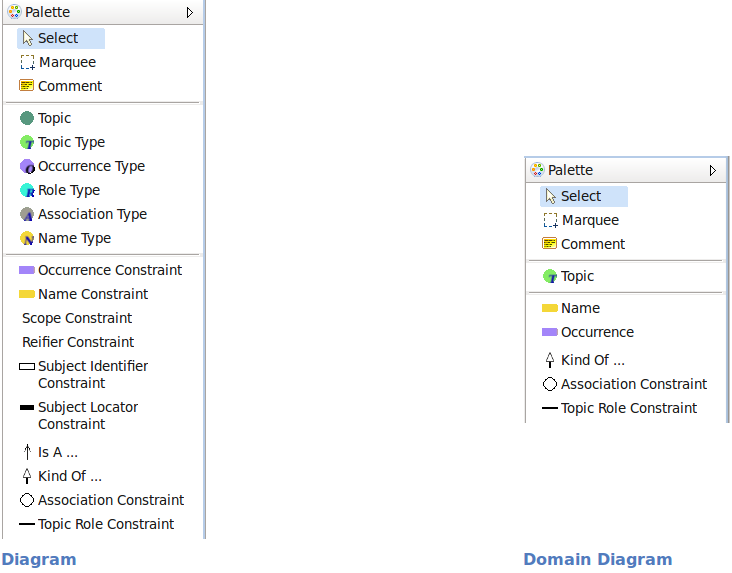 Palette
Select
Marquee
Comment
Topic
Topic Type
Occurrence Type
Role Type
Association Type
Name Type
Occurrence Constraint
Name Constraint
Scope Constraint
Reifier Constraint
Subject Identifier
Constraint
Subject Locator
Constraint
Is A ...
Kind Of ...
Association Constraint
Topic Role Constraint
Diagram
Palette
Select
Marquee
Comment
Topic
Name
Occurrence
Kind Of ...
Association Constraint
Topic Role Constraint
Domain Diagram